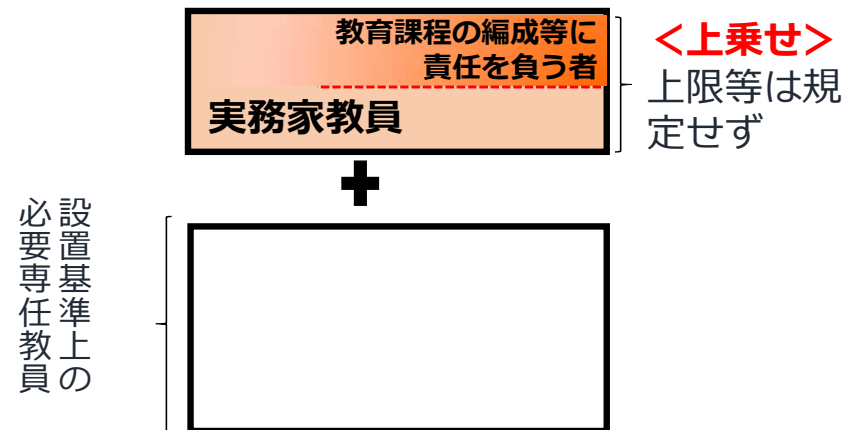 教育課程の編成等に
責任を負う者
実務家教員
＜上乗せ＞
上限等は規
定せず
設置基準上の
必要専任教員